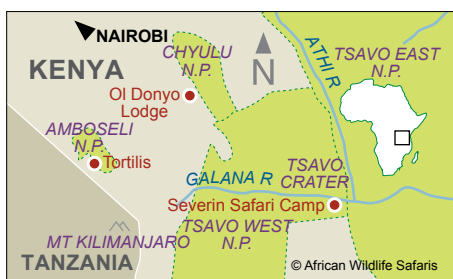 NAIROBI
KENYA
CHYULU
N.P.
N
ATHI R
TSAVO EAST
N.P.
Ol Donyo
Lodge
AMBOSELI
N.P.
Tortilis
GALANA R
TSAVO
CRATER
Severin Safari Camp
TSAVO WEST
N.P.
MT KILIMANJARO
TANZANIA
© African Wildlife Safaris